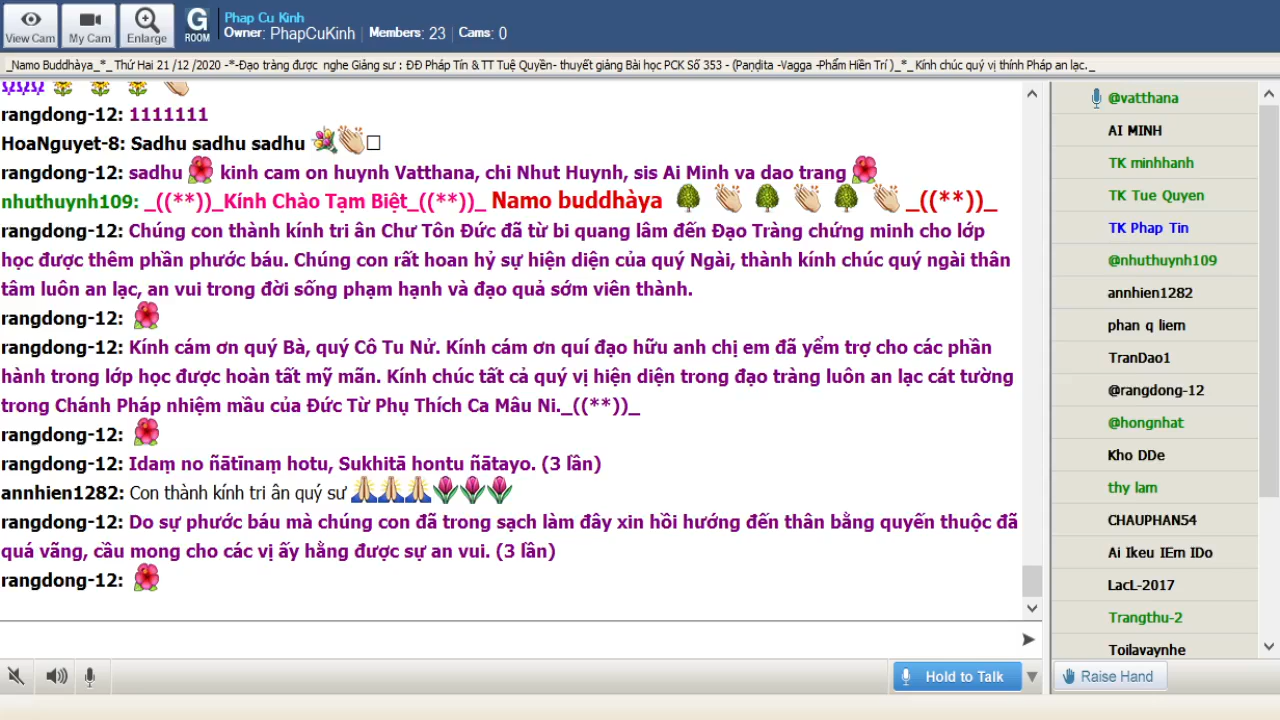 View Cam
My Cam
Enlarge
G
ROOM
Phap Cu Kinh
Owner: PhapCuKinh Members: 23 Cams: 0
_Namo Buddhàya_*_ Thứ Hai 21 /12 /2020 -*-Đạo tràng được nghe Giảng sư : ĐĐ Pháp Tín & TT Tuệ Quyền- thuyết giảng Bài học PCK Số 353 - (Paṇḍita -Vagga -Phẩm Hiền Trí )_*_ Kính chúc quý vị thính Pháp an lạc._
rangdong-12: 1111111
HoaNguyet-8: Sadhu sadhu sadhu
rangdong-12: sadhu kinh cam on huynh Vatthana, chi Nhut Huynh, sis Ai Minh va dao trang
nhuthuynh109: _((**))_Kính Chào Tạm Biệt_((**))_ Namo buddhàya _((**))_
rangdong-12: Chúng con thành kính tri ân Chư Tôn Đức đã từ bi quang lâm đến Đạo Tràng chứng minh cho lớp
học được thêm phần phước báu. Chúng con rất hoan hỷ sự hiện diện của quý Ngài, thành kính chúc quý ngài thân
tâm luôn an lạc, an vui trong đời sống phạm hạnh và đạo quả sớm viên thành.
rangdong-12:
rangdong-12: Kính cám ơn quý Bà, quý Cô Tu Nử. Kính cám ơn quí đạo hữu anh chị em đã yểm trợ cho các phần
hành trong lớp học được hoàn tất mỹ mãn. Kính chúc tất cả quý vị hiện diện trong đạo tràng luôn an lạc cát tường
trong Chánh Pháp nhiệm mầu của Đức Từ Phụ Thích Ca Mâu Ni._((**))_
rangdong-12:
rangdong-12: Idaṃ no ñātīnaṃ hotu, Sukhitā hontu ñātayo. (3 lần)
annhien1282: Con thành kính tri ân quý sư
rangdong-12: Do sự phước báu mà chúng con đã trong sạch làm đây xin hồi hướng đến thân bằng quyến thuộc đã
quá vãng, cầu mong cho các vị ấy hằng được sự an vui. (3 lần)
rangdong-12:
@vatthana
AI MINH
TK minhhanh
TK Tue Quyen
TK Phap Tin
@nhuthuynh109
annhien1282
phan q liem
TranDao1
@rangdong-12
@hongnhat
Kho DDe
thy lam
CHAUPHAN54
Ai Ikeu IEm IDo
LacL-2017
Trangthu-2
Toilavaynhe
Hold to Talk
Raise Hand